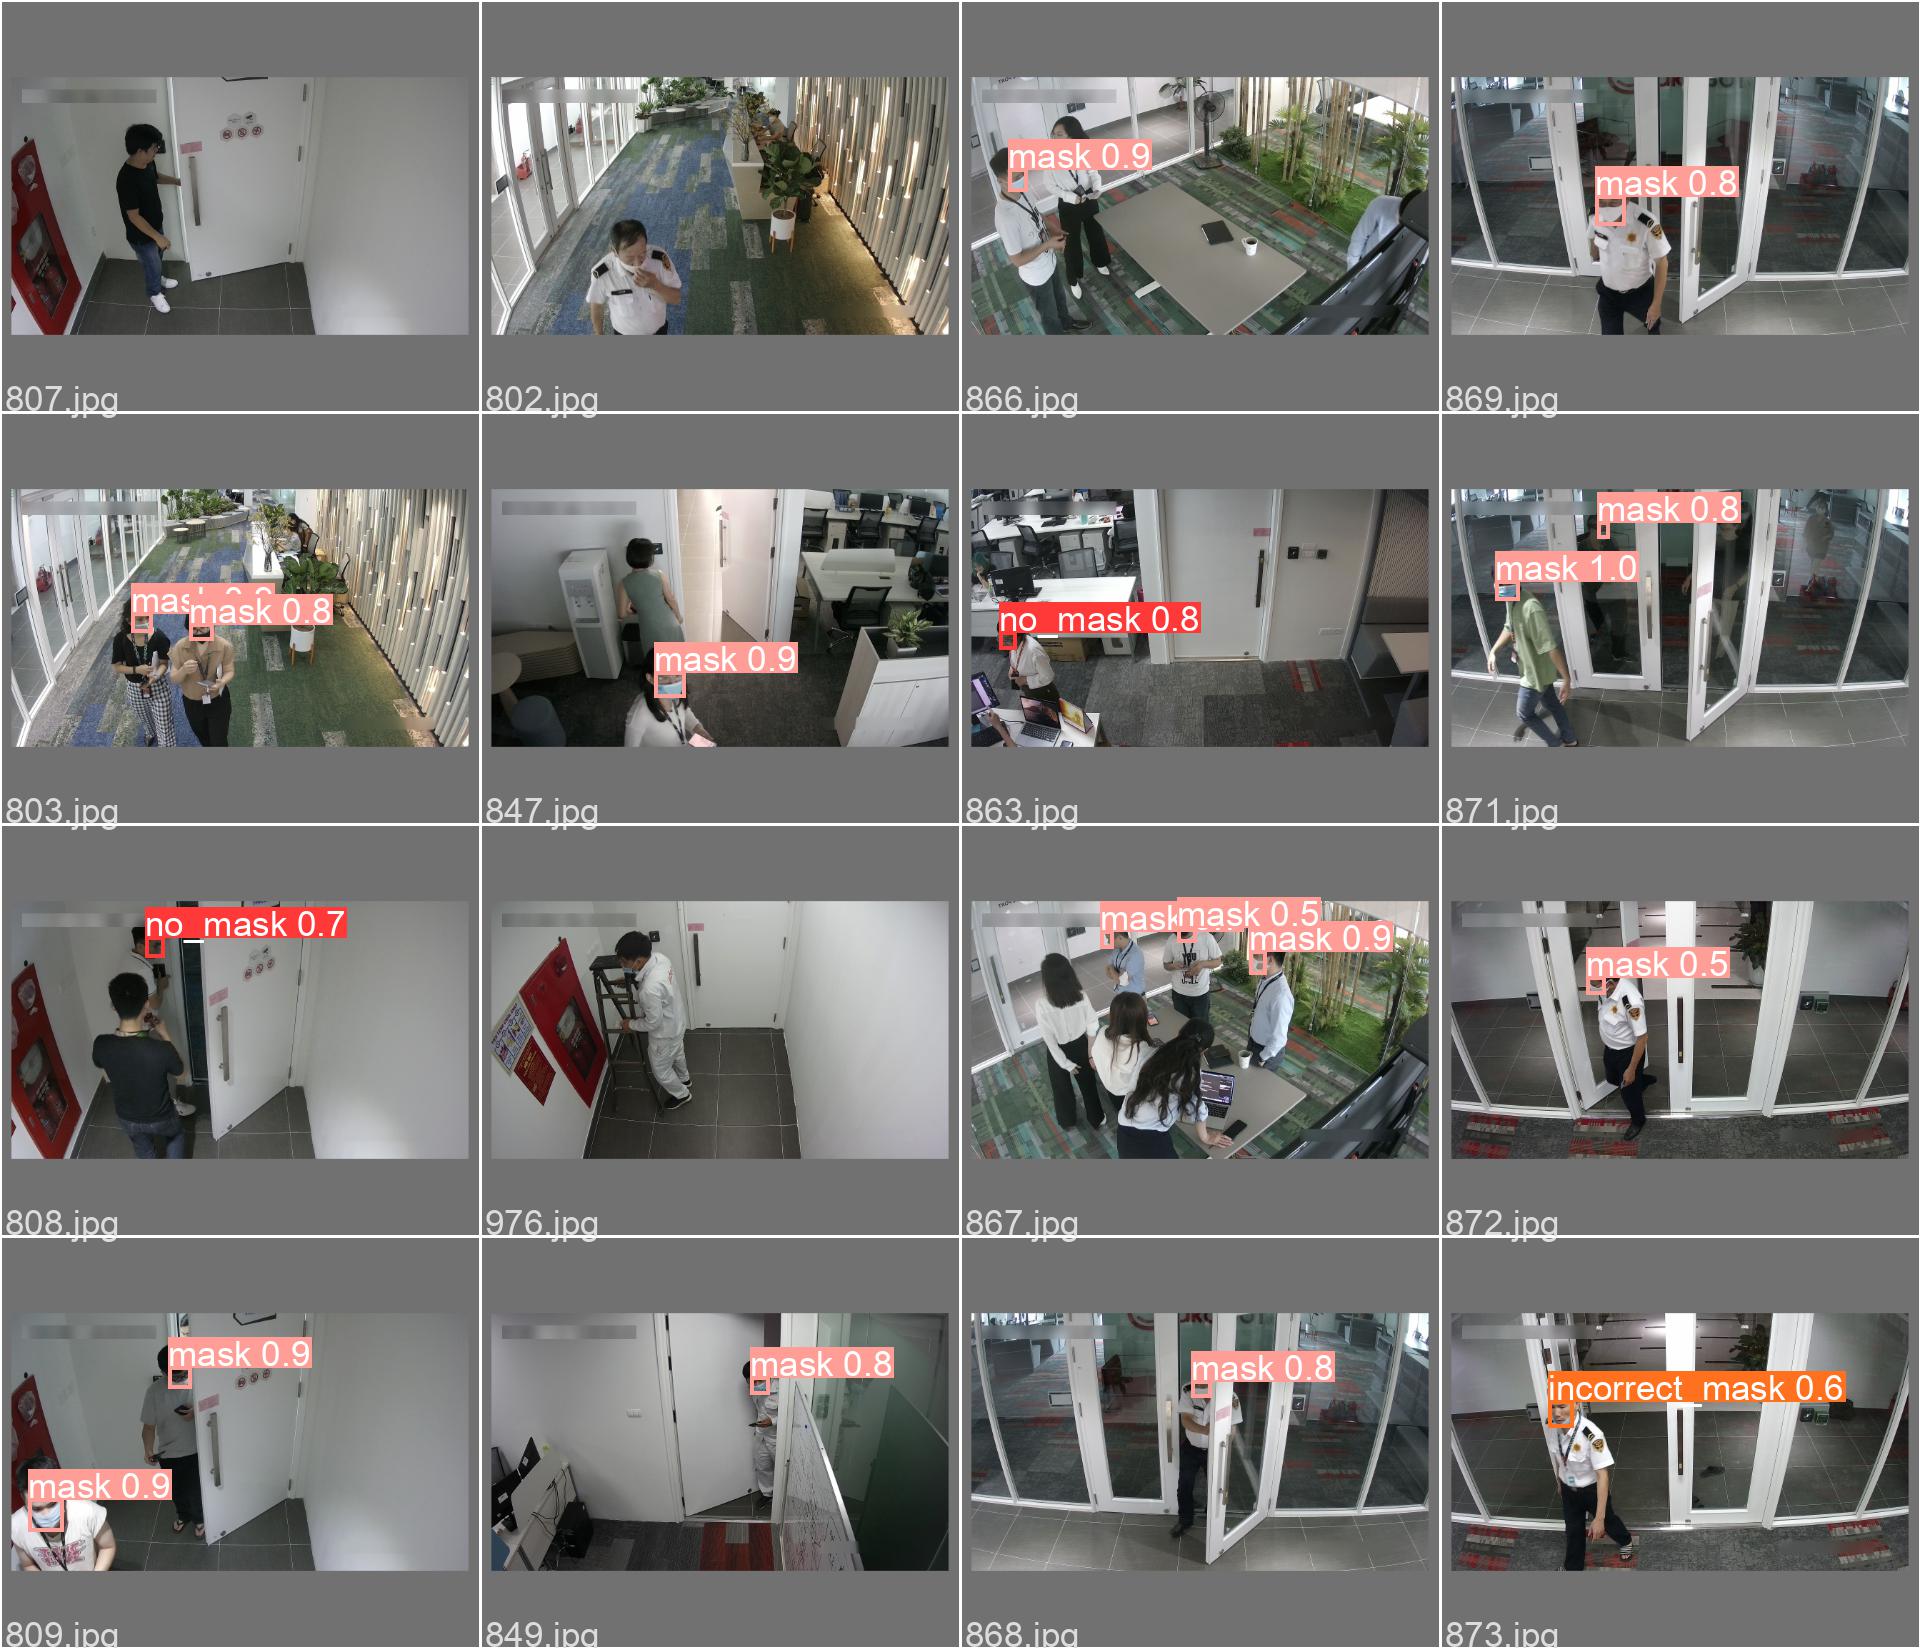 807.jpg
802.jpg
mask 0.9
866.jpg
mask 0.8
869.jpg
mask 0.8
803.jpg
mask 0.9
847.jpg
no_mask 0.8
863.jpg
mask 0.8
mask 1.0
871.jpg
no_mask 0.7
808.jpg
976.jpg
mask
mask 0.5
mask 0.9
867.jpg
mask 0.5
872.jpg
mask 0.9
mask 0.9
809.jpg
mask 0.8
849.jpg
mask 0.8
868.jpg
incorrect_mask 0.6
873.jpg